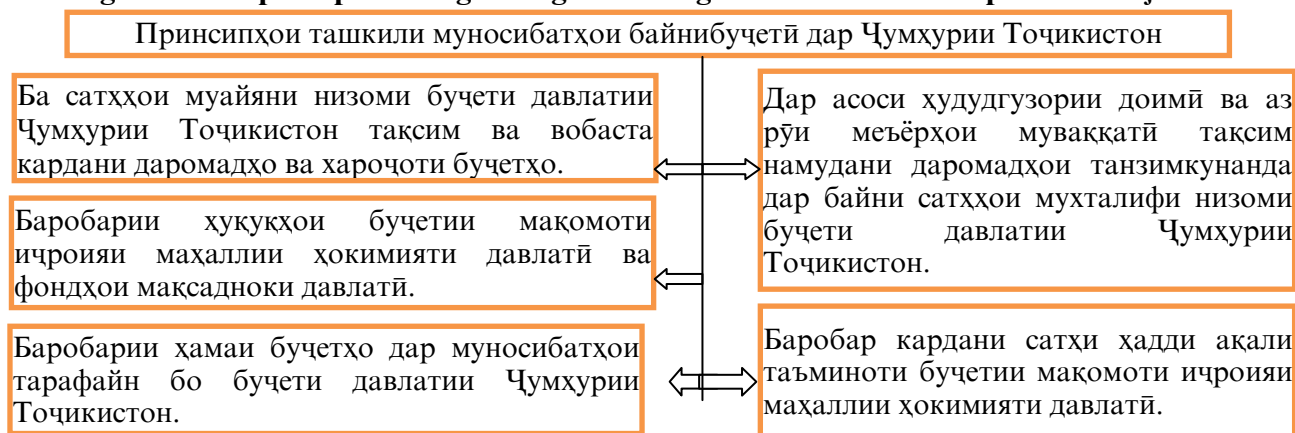 Принсипҳои ташкили муносибатҳои байнибуҷетӣ дар Ҷумҳурии Тоҷикистон
Ба сатҳҳои муайяни низоми буҷети давлатии
Ҷумҳурии Тоҷикистон тақсим ва вобаста
кардани даромадҳо ва хароҷоти буҷетҳо.
Баробарии ҳуқуқҳои буҷетии мақомоти
иҷроияи маҳаллии ҳокимияти давлатӣ ва
фондҳои мақсадноки давлатӣ.
Баробарии ҳамаи буҷетҳо дар муносибатҳои
тарафайн бо буҷети давлатии Ҷумҳурии
Тоҷикистон.
Дар асоси ҳудудгузории доимӣ ва аз
рӯи меъёрҳои муваққатӣ тақсим
намудани даромадҳои танзимкунанда
дар байни сатҳҳои мухталифи низоми
буҷети давлатии Ҷумҳурии
Тоҷикистон.
Баробар кардани сатҳи ҳадди ақали
таъминоти буҷетии мақомоти иҷроияи
маҳаллии ҳокимияти давлатӣ.